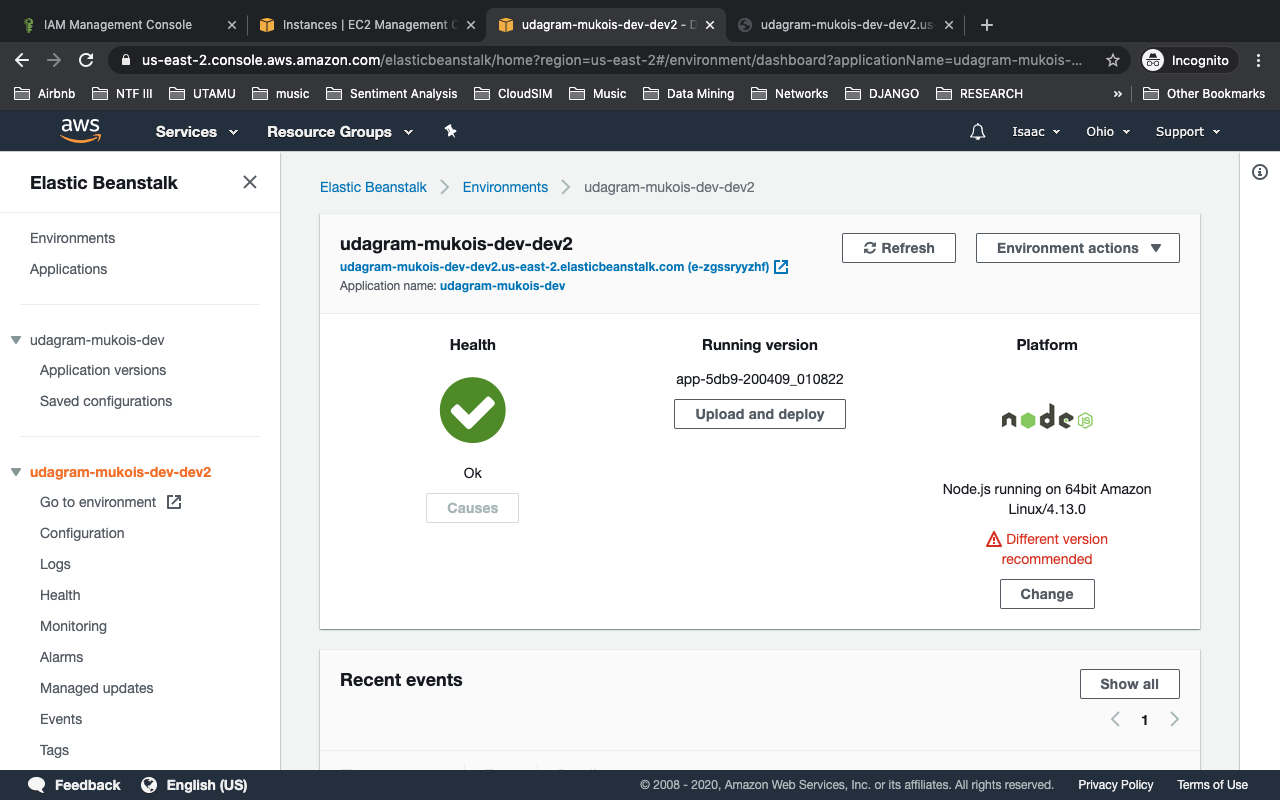 IAM Management Console
Instances | EC2 Management C
udagram-mukois-dev-dev2 - D
udagram-mukois-dev-dev2.us-
us-east-2.console.aws.amazon.com/elasticbeanstalk/home?region=us-east-2#/environment/dashboard?applicationName=udagram-mukois-...
Incognito
Airbnb
NTF III
UTAMU
music
Sentiment Analysis
CloudSIM
Music
Data Mining
Networks
DJANGO
RESEARCH
»
Other Bookmarks
aws
Services
Resource Groups
Isaac
Ohio
Support
Elastic Beanstalk
Environments
Applications
udagram-mukois-dev
Application versions
Saved configurations
udagram-mukois-dev-dev2
Go to environment
Configuration
Logs
Health
Monitoring
Alarms
Managed updates
Events
Tags
Elastic Beanstalk
Environments
udagram-mukois-dev-dev2
udagram-mukois-dev-dev2
udagram-mukois-dev-dev2.us-east-2.elasticbeanstalk.com (e-zgssryyzhf)
Application name: udagram-mukois-dev
Refresh
Environment actions
Health
Ok
Causes
Running version
app-5db9-200409_010822
Upload and deploy
Platform
node JS
Node.js running on 64bit Amazon
Linux/4.13.0
Different version
recommended
Change
Recent events
Show all
1
Feedback
English (US)
© 2008 - 2020, Amazon Web Services, Inc. or its affiliates. All rights reserved.
Privacy Policy
Terms of Use